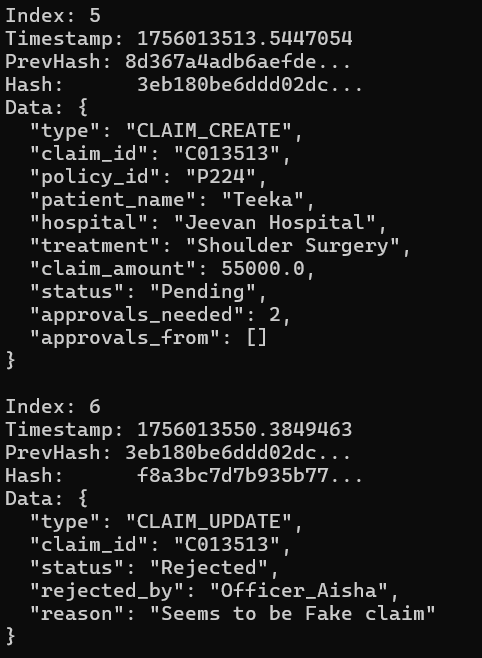 Index: 5
Timestamp: 1756013513.5447054
PrevHash: 8d367a4adb6aefde...
Hash:      3eb180be6ddd02dc...
Data: {
  "type": "CLAIM_CREATE",
  "claim_id": "C013513",
  "policy_id": "P224",
  "patient_name": "Teeka",
  "hospital": "Jeevan Hospital",
  "treatment": "Shoulder Surgery",
  "claim_amount": 55000.0,
  "status": "Pending",
  "approvals_needed": 2,
  "approvals_from": []
}

Index: 6
Timestamp: 1756013550.3849463
PrevHash: 3eb180be6ddd02dc...
Hash:      f8a3bc7d7b935b77...
Data: {
  "type": "CLAIM_UPDATE",
  "claim_id": "C013513",
  "status": "Rejected",
  "rejected_by": "Officer_Aisha",
  "reason": "Seems to be Fake claim"
}